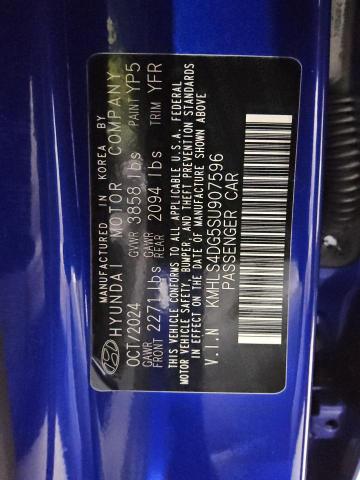 MANUFACTURED IN KOREA BY
HYUNDAI MOTOR COMPANY
OCT/2024 GVWR 3858 lbs PAINT YP5
GAWR FRONT 2271 lbs GAWR REAR 2094 lbs TRIM YFR
THIS VEHICLE CONFORMS TO ALL APPLICABLE U.S.A. FEDERAL
MOTOR VEHICLE SAFETY, BUMPER, AND THEFT PREVENTION STANDARDS
IN EFFECT ON THE DATE OF MANUFACTURE SHOWN ABOVE
V.I.N KMHLS4DG5SU907596
PASSENGER CAR